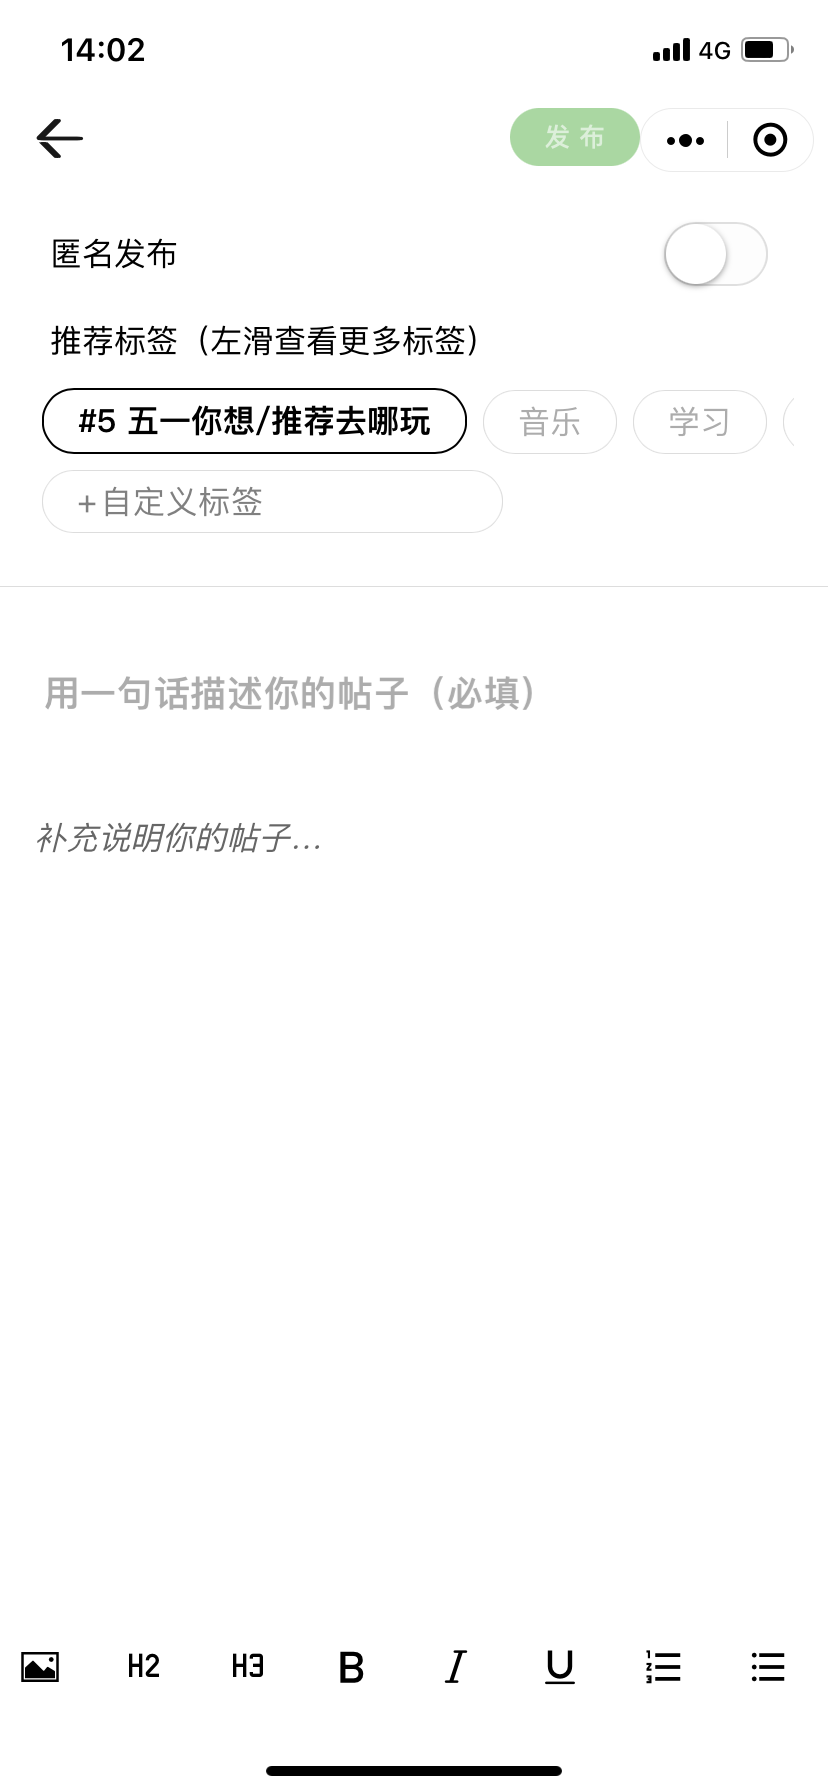 14:02 4G
发布
匿名发布
推荐标签（左滑查看更多标签）
#5 五一你想/推荐去哪玩 音乐 学习
+自定义标签
用一句话描述你的帖子（必填）
补充说明你的帖子...
H2 H3 B I U